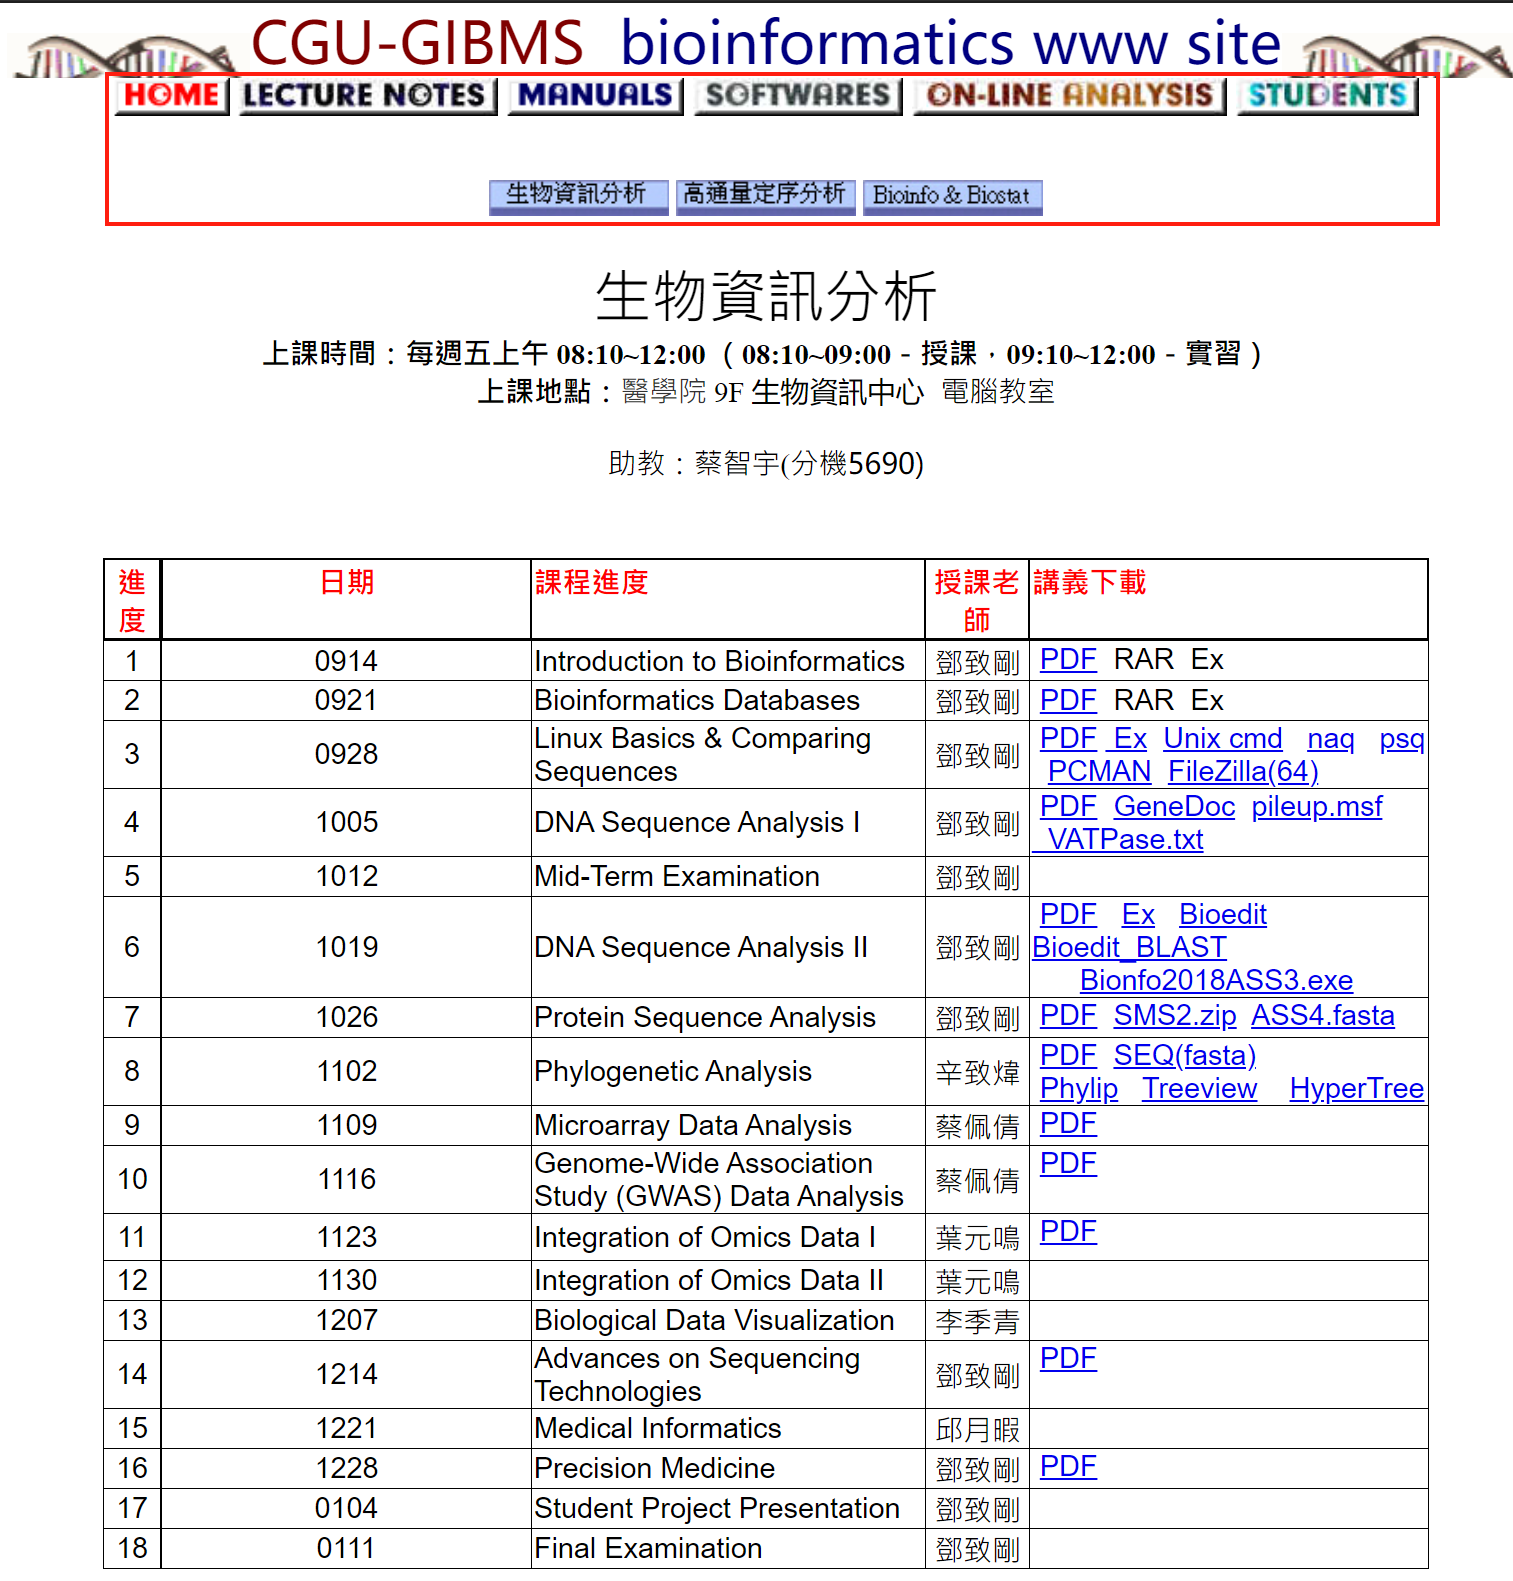 CGU-GIBMS bioinformatics www site
HOME LECTURE NOTES MANUALS SOFTWARES ON-LINE ANALYSIS STUDENTS
生物資訊分析 高通量定序分析 Bioinfo & Biostat
生物資訊分析
上課時間：每週五上午 08:10~12:00（08:10~09:00－授課，09:10~12:00－實習）
上課地點：醫學院 9F 生物資訊中心 電腦教室
助教：蔡智宇(分機5690)
進度 日期 課程進度 授課老師 講義下載
1 0914 Introduction to Bioinformatics 鄧致剛 PDF RAR Ex
2 0921 Bioinformatics Databases 鄧致剛 PDF RAR Ex
3 0928 Linux Basics & Comparing Sequences 鄧致剛 PDF Ex Unix cmd naq psq PCMAN FileZilla(64)
4 1005 DNA Sequence Analysis I 鄧致剛 PDF GeneDoc pileup.msf VATPase.txt
5 1012 Mid-Term Examination 鄧致剛
6 1019 DNA Sequence Analysis II 鄧致剛 PDF Ex Bioedit Bioedit_BLAST Bionfo2018ASS3.exe
7 1026 Protein Sequence Analysis 鄧致剛 PDF SMS2.zip ASS4.fasta
8 1102 Phylogenetic Analysis 辛致煒 PDF SEQ(fasta) Phylip Treeview HyperTree
9 1109 Microarray Data Analysis 蔡佩倩 PDF
10 1116 Genome-Wide Association Study (GWAS) Data Analysis 蔡佩倩 PDF
11 1123 Integration of Omics Data I 葉元鳴 PDF
12 1130 Integration of Omics Data II 葉元鳴
13 1207 Biological Data Visualization 李季青
14 1214 Advances on Sequencing Technologies 鄧致剛 PDF
15 1221 Medical Informatics 邱月暇
16 1228 Precision Medicine 鄧致剛 PDF
17 0104 Student Project Presentation 鄧致剛
18 0111 Final Examination 鄧致剛